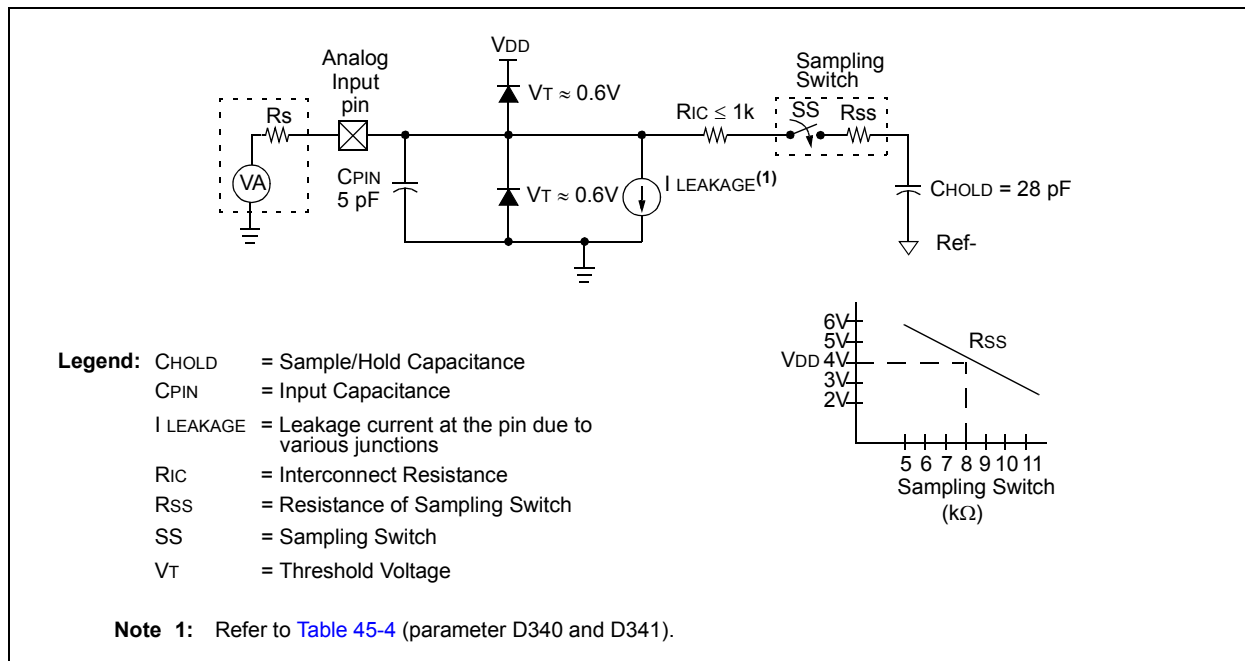 VDD
Analog
Input
pin
Sampling
Switch
VT ≈ 0.6V
Rs
RIC ≤ 1k
SS
Rss
VA
CPIN
5 pF
VT ≈ 0.6V
I LEAKAGE(1)
CHOLD = 28 pF
Ref-
6V
5V
VDD 4V
3V
2V
RSS
5 6 7 8 9 10 11
Sampling Switch
(kΩ)
Legend: CHOLD = Sample/Hold Capacitance
CPIN = Input Capacitance
I LEAKAGE = Leakage current at the pin due to
various junctions
RIC = Interconnect Resistance
RSS = Resistance of Sampling Switch
SS = Sampling Switch
VT = Threshold Voltage
Note 1: Refer to Table 45-4 (parameter D340 and D341).